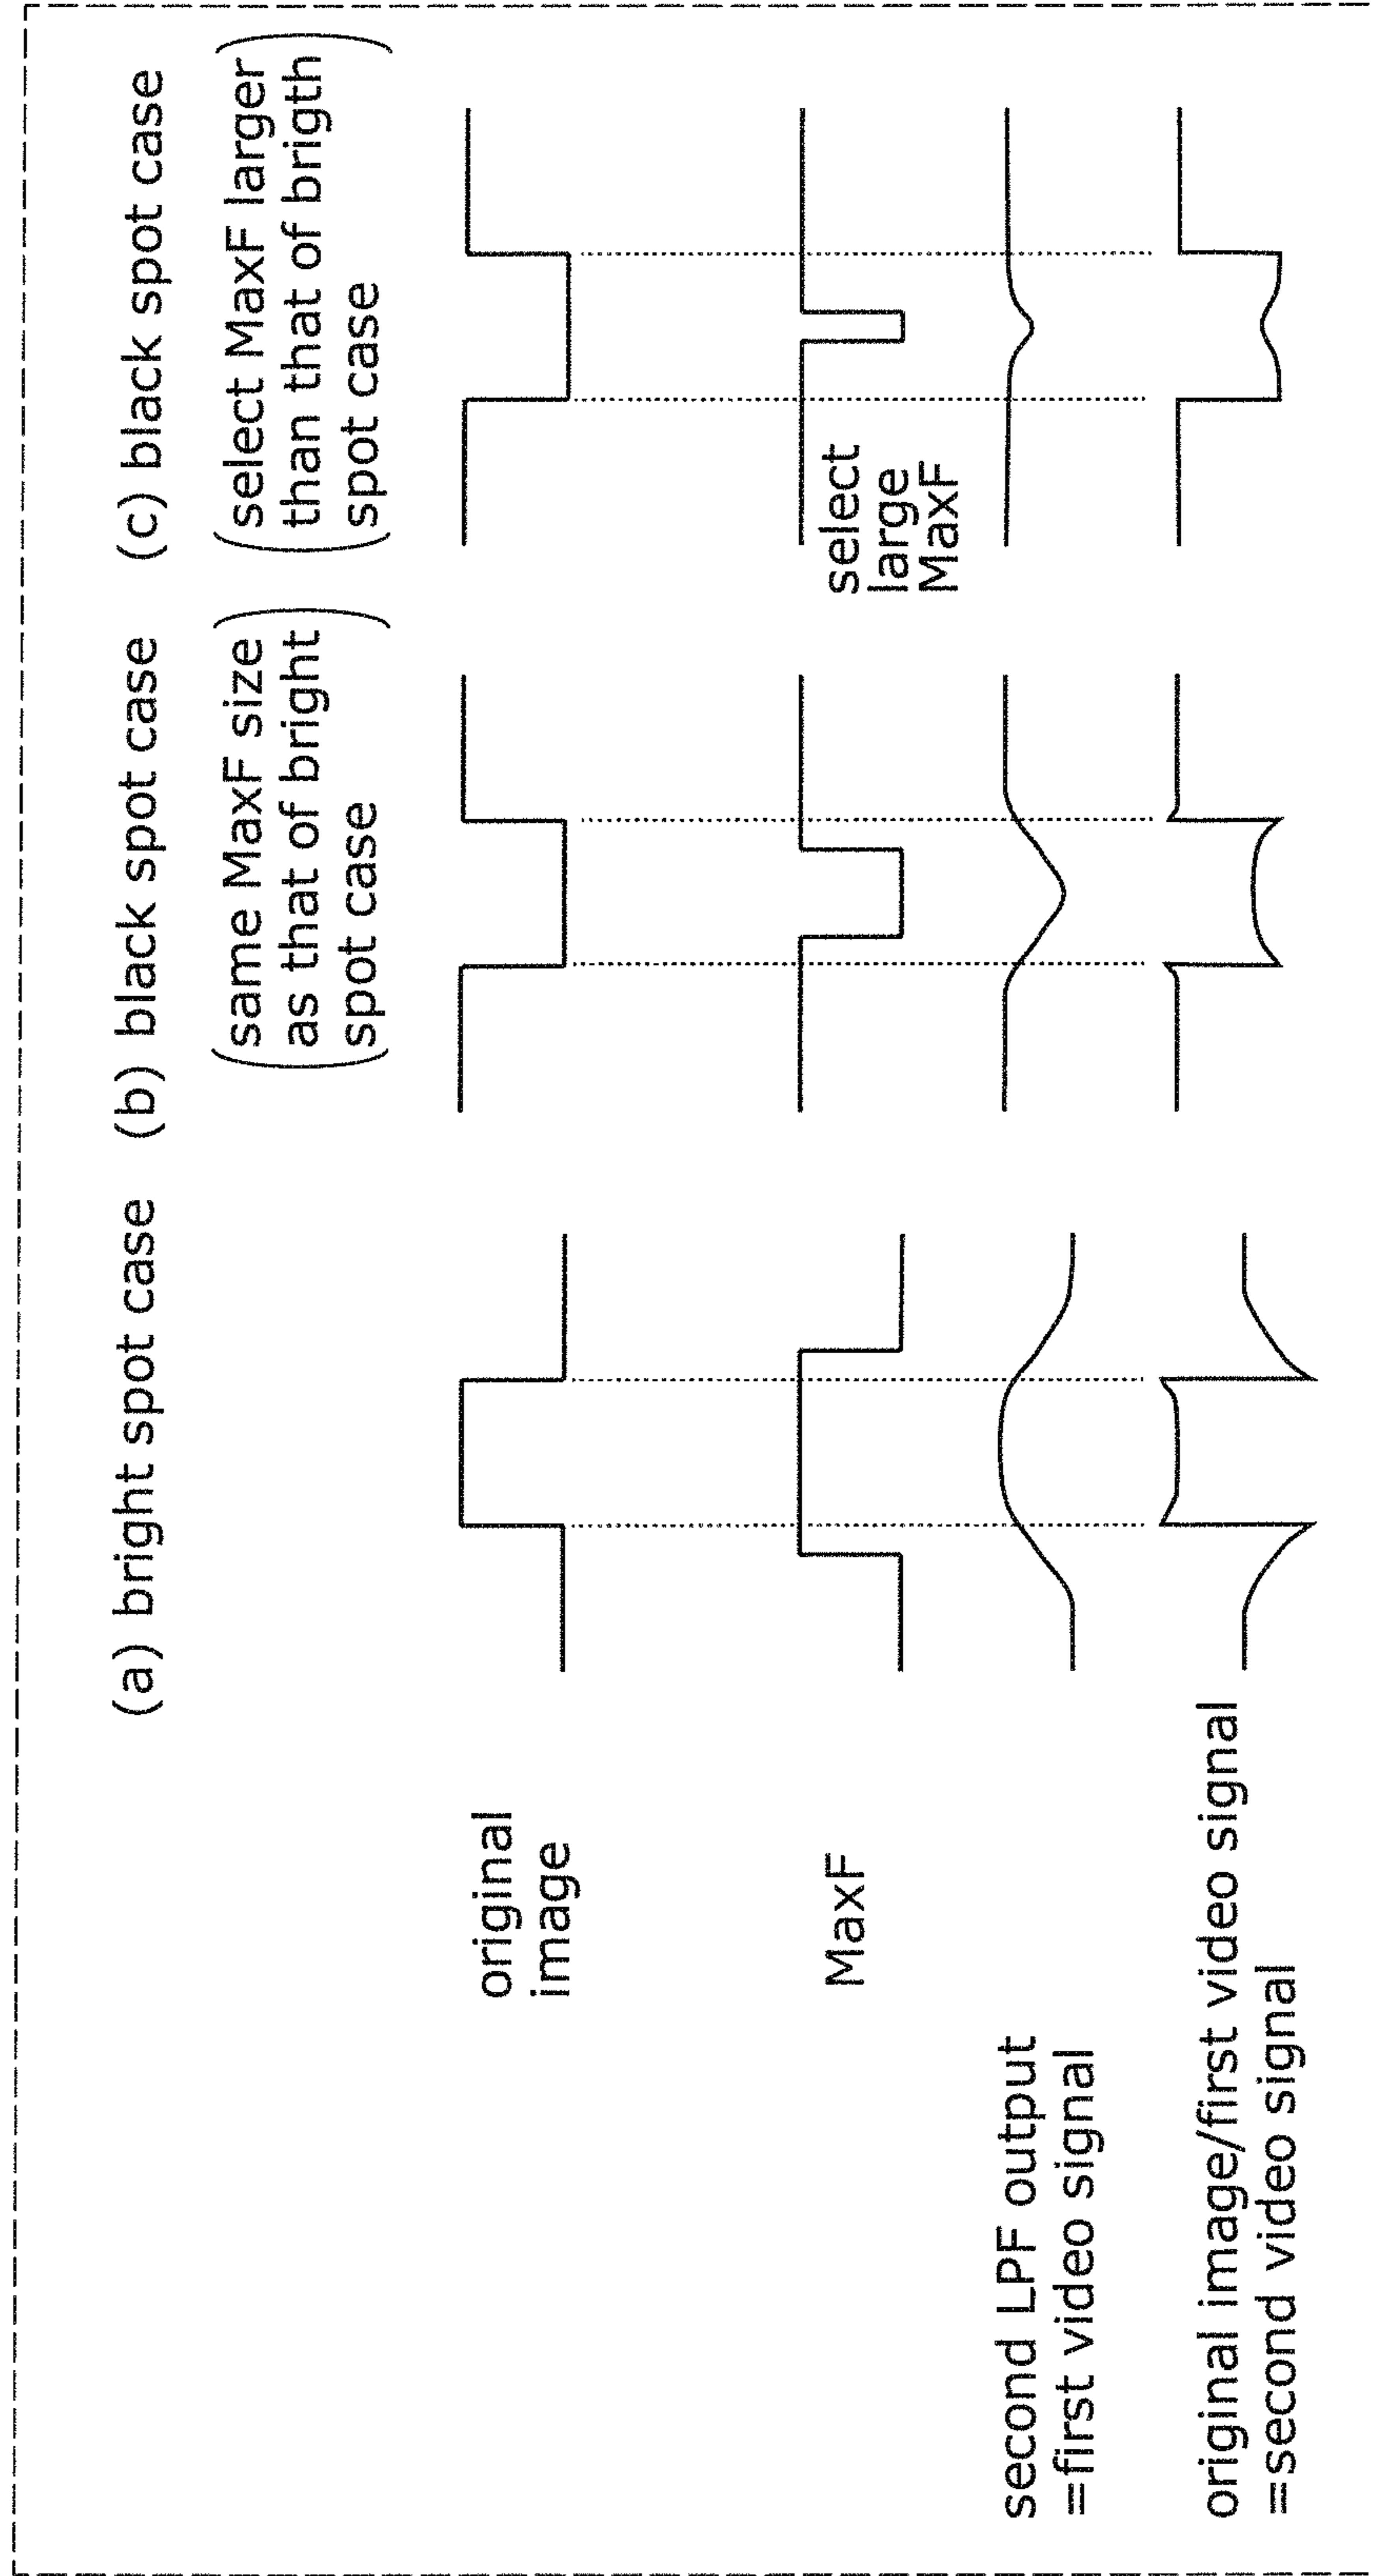 (a) bright spot case
(b) black spot case
(same MaxF size
as that of bright
spot case)
(c) black spot case
(select MaxF larger
than that of brigth
spot case)
original
image
MaxF
select
large
MaxF
second LPF output
=first video signal
original image/first video signal
=second video signal